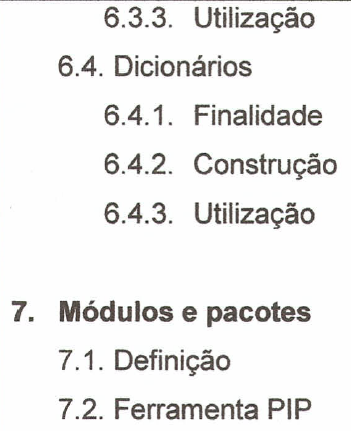 6.3.3. Utilização
6.4. Dicionários
6.4.1. Finalidade
6.4.2. Construção
6.4.3. Utilização
7. Módulos e pacotes
7.1. Definição
7.2. Ferramenta PIP